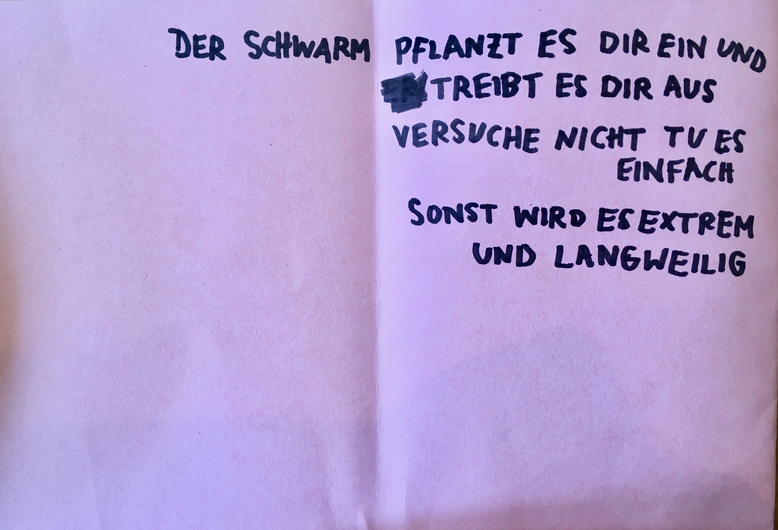 DER SCHWARM PFLANZT ES DIR EIN UND
TREIBT ES DIR AUS
VERSUCHE NICHT TU ES
EINFACH
SONST WIRD ES EXTREM
UND LANGWEILIG